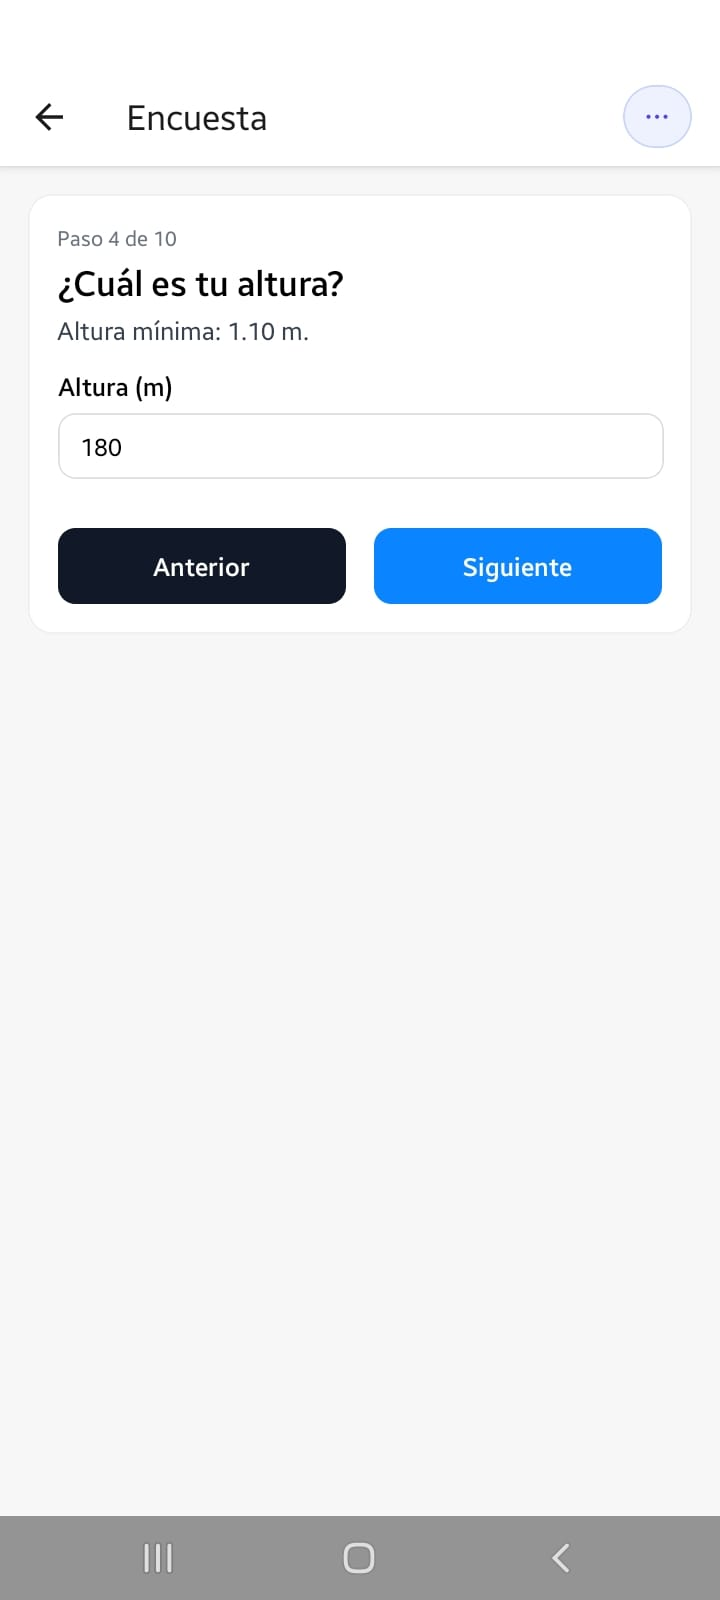 Encuesta
Paso 4 de 10
¿Cuál es tu altura?
Altura mínima: 1.10 m.
Altura (m)
180
Anterior
Siguiente